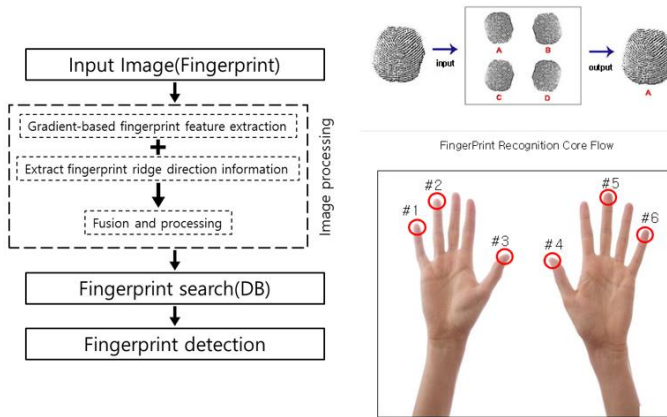 Input Image(Fingerprint)
Gradient-based fingerprint feature extraction
+
Extract fingerprint ridge direction information
Fusion and processing
Image processing
Fingerprint search(DB)
Fingerprint detection
A B
input output
C D A
FingerPrint Recognition Core Flow
#1
#2
#3
#4
#5
#6